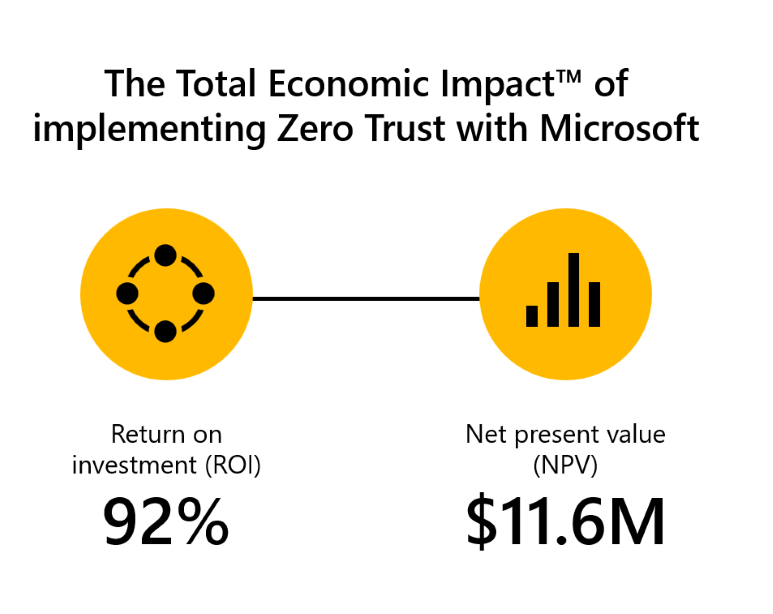 The Total Economic Impact™ of
implementing Zero Trust with Microsoft
Return on
investment (ROI)
92%
Net present value
(NPV)
$11.6M